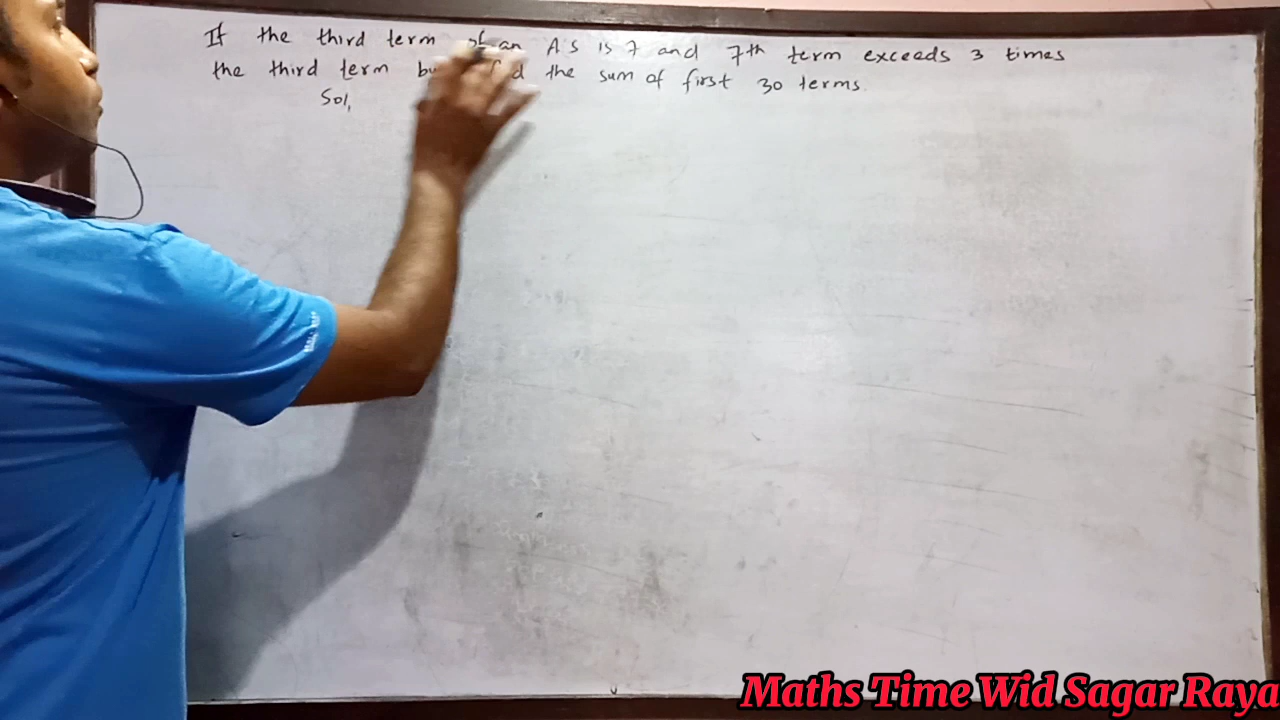 If the third term of an A S is 7 and 7th term exceeds 3 times
the third term the sum of first 30 terms.
Sol,
Maths Time Wid Sagar Raya